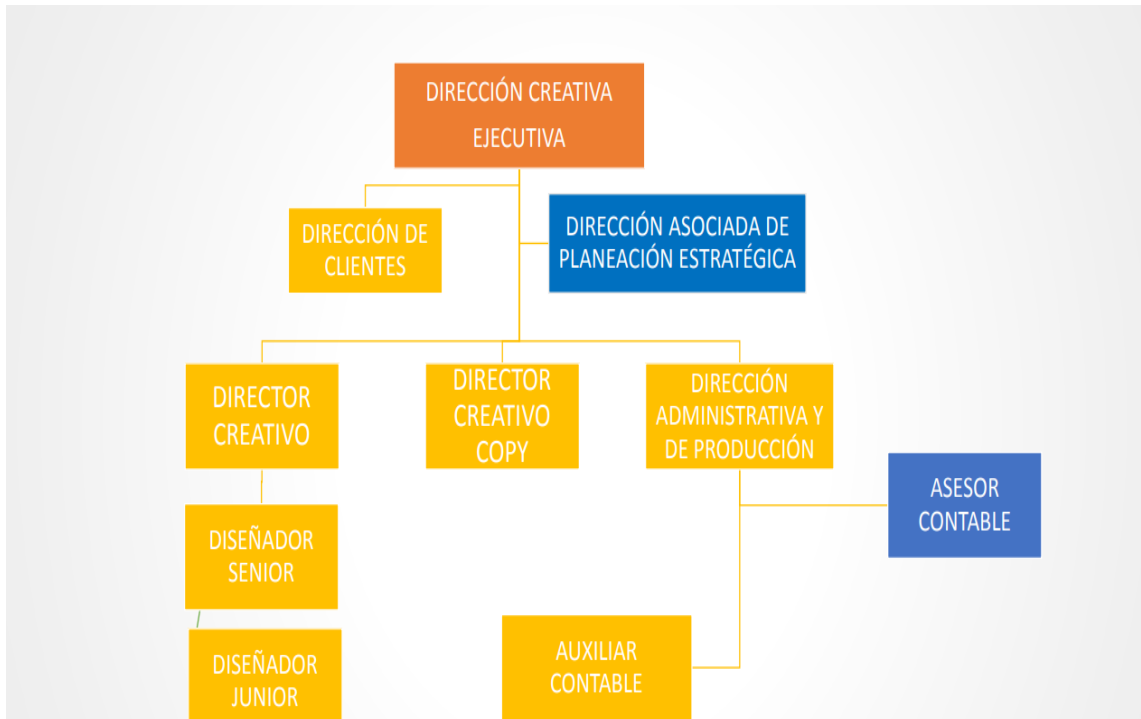 DIRECCIÓN CREATIVA
EJECUTIVA
DIRECCIÓN DE
CLIENTES
DIRECCIÓN ASOCIADA DE
PLANEACIÓN ESTRATÉGICA
DIRECTOR
CREATIVO
DIRECTOR
CREATIVO
COPY
DIRECCIÓN
ADMINISTRATIVA Y
DE PRODUCCIÓN
ASESOR
CONTABLE
DISEÑADOR
SENIOR
DISEÑADOR
JUNIOR
AUXILIAR
CONTABLE